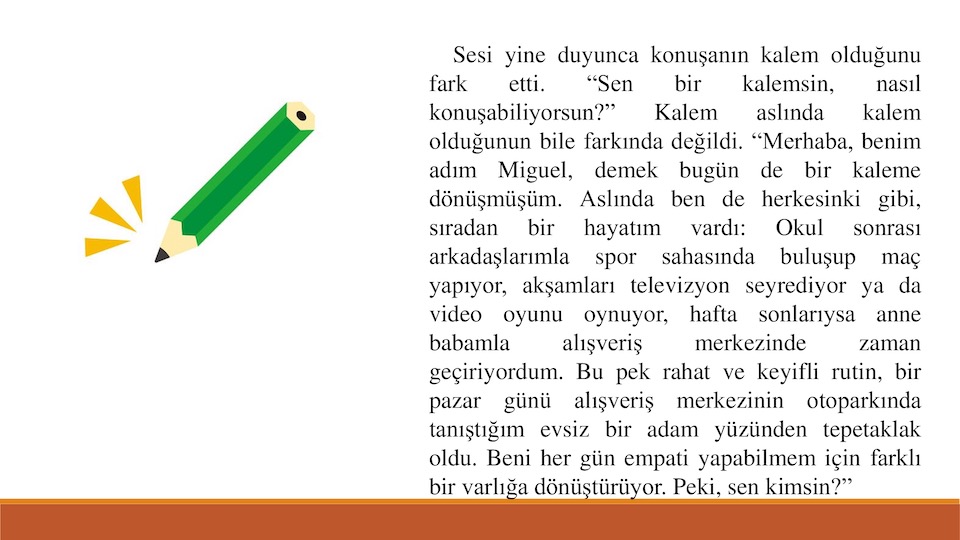 Sesi yine duyunca konuşanın kalem olduğunu
fark etti. “Sen bir kalemsin, nasıl
konuşabiliyorsun?” Kalem aslında kalem
olduğunun bile farkında değildi. “Merhaba, benim
adım Miguel, demek bugün de bir kaleme
dönüşmüşüm. Aslında ben de herkesinki gibi,
sıradan bir hayatım vardı: Okul sonrası
arkadaşlarımla spor sahasında buluşup maç
yapıyor, akşamları televizyon seyrediyor ya da
video oyunu oynuyor, hafta sonlarıysa anne
babamla alışveriş merkezinde zaman
geçiriyordum. Bu pek rahat ve keyifli rutin, bir
pazar günü alışveriş merkezinin otoparkında
tanıştığım evsiz bir adam yüzünden tepetaklak
oldu. Beni her gün empati yapabilmem için farklı
bir varlığa dönüştürüyor. Peki, sen kimsin?”